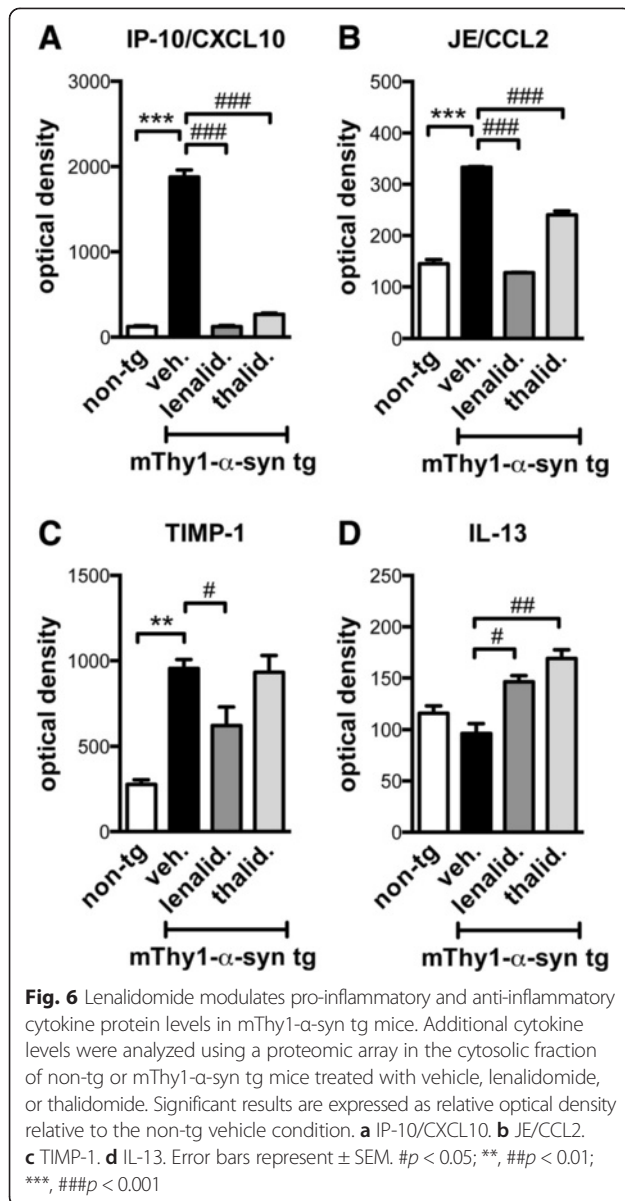 A IP-10/CXCL10
3000
2000
1000
0
optical density
***
###
###
non-tg
veh.
lenalid.
thalid.
mThy1-α-syn tg
B JE/CCL2
500
400
300
200
100
0
optical density
***
###
###
non-tg
veh.
lenalid.
thalid.
mThy1-α-syn tg
C TIMP-1
1500
1000
500
0
optical density
**
#
non-tg
veh.
lenalid.
thalid.
mThy1-α-syn tg
D IL-13
250
200
150
100
50
0
optical density
##
#
non-tg
veh.
lenalid.
thalid.
mThy1-α-syn tg
Fig. 6 Lenalidomide modulates pro-inflammatory and anti-inflammatory
cytokine protein levels in mThy1-α-syn tg mice. Additional cytokine
levels were analyzed using a proteomic array in the cytosolic fraction
of non-tg or mThy1-α-syn tg mice treated with vehicle, lenalidomide,
or thalidomide. Significant results are expressed as relative optical density
relative to the non-tg vehicle condition. a IP-10/CXCL10. b JE/CCL2.
c TIMP-1. d IL-13. Error bars represent ± SEM. #p < 0.05; **, ##p < 0.01;
***, ###p < 0.001